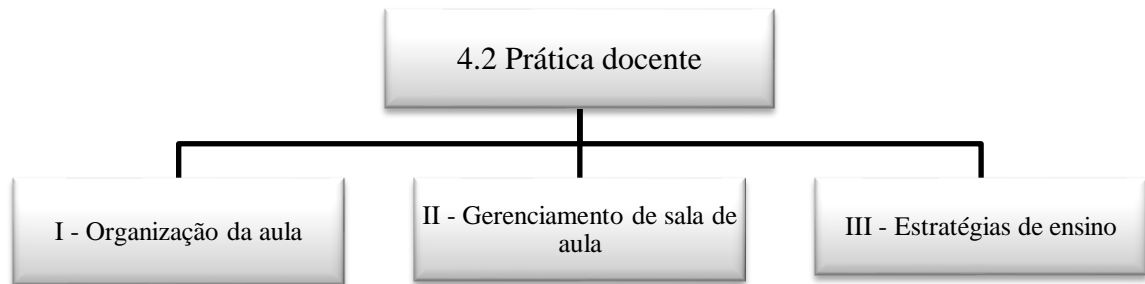 4.2 Prática docente
I - Organização da aula
II - Gerenciamento de sala de
aula
III - Estratégias de ensino